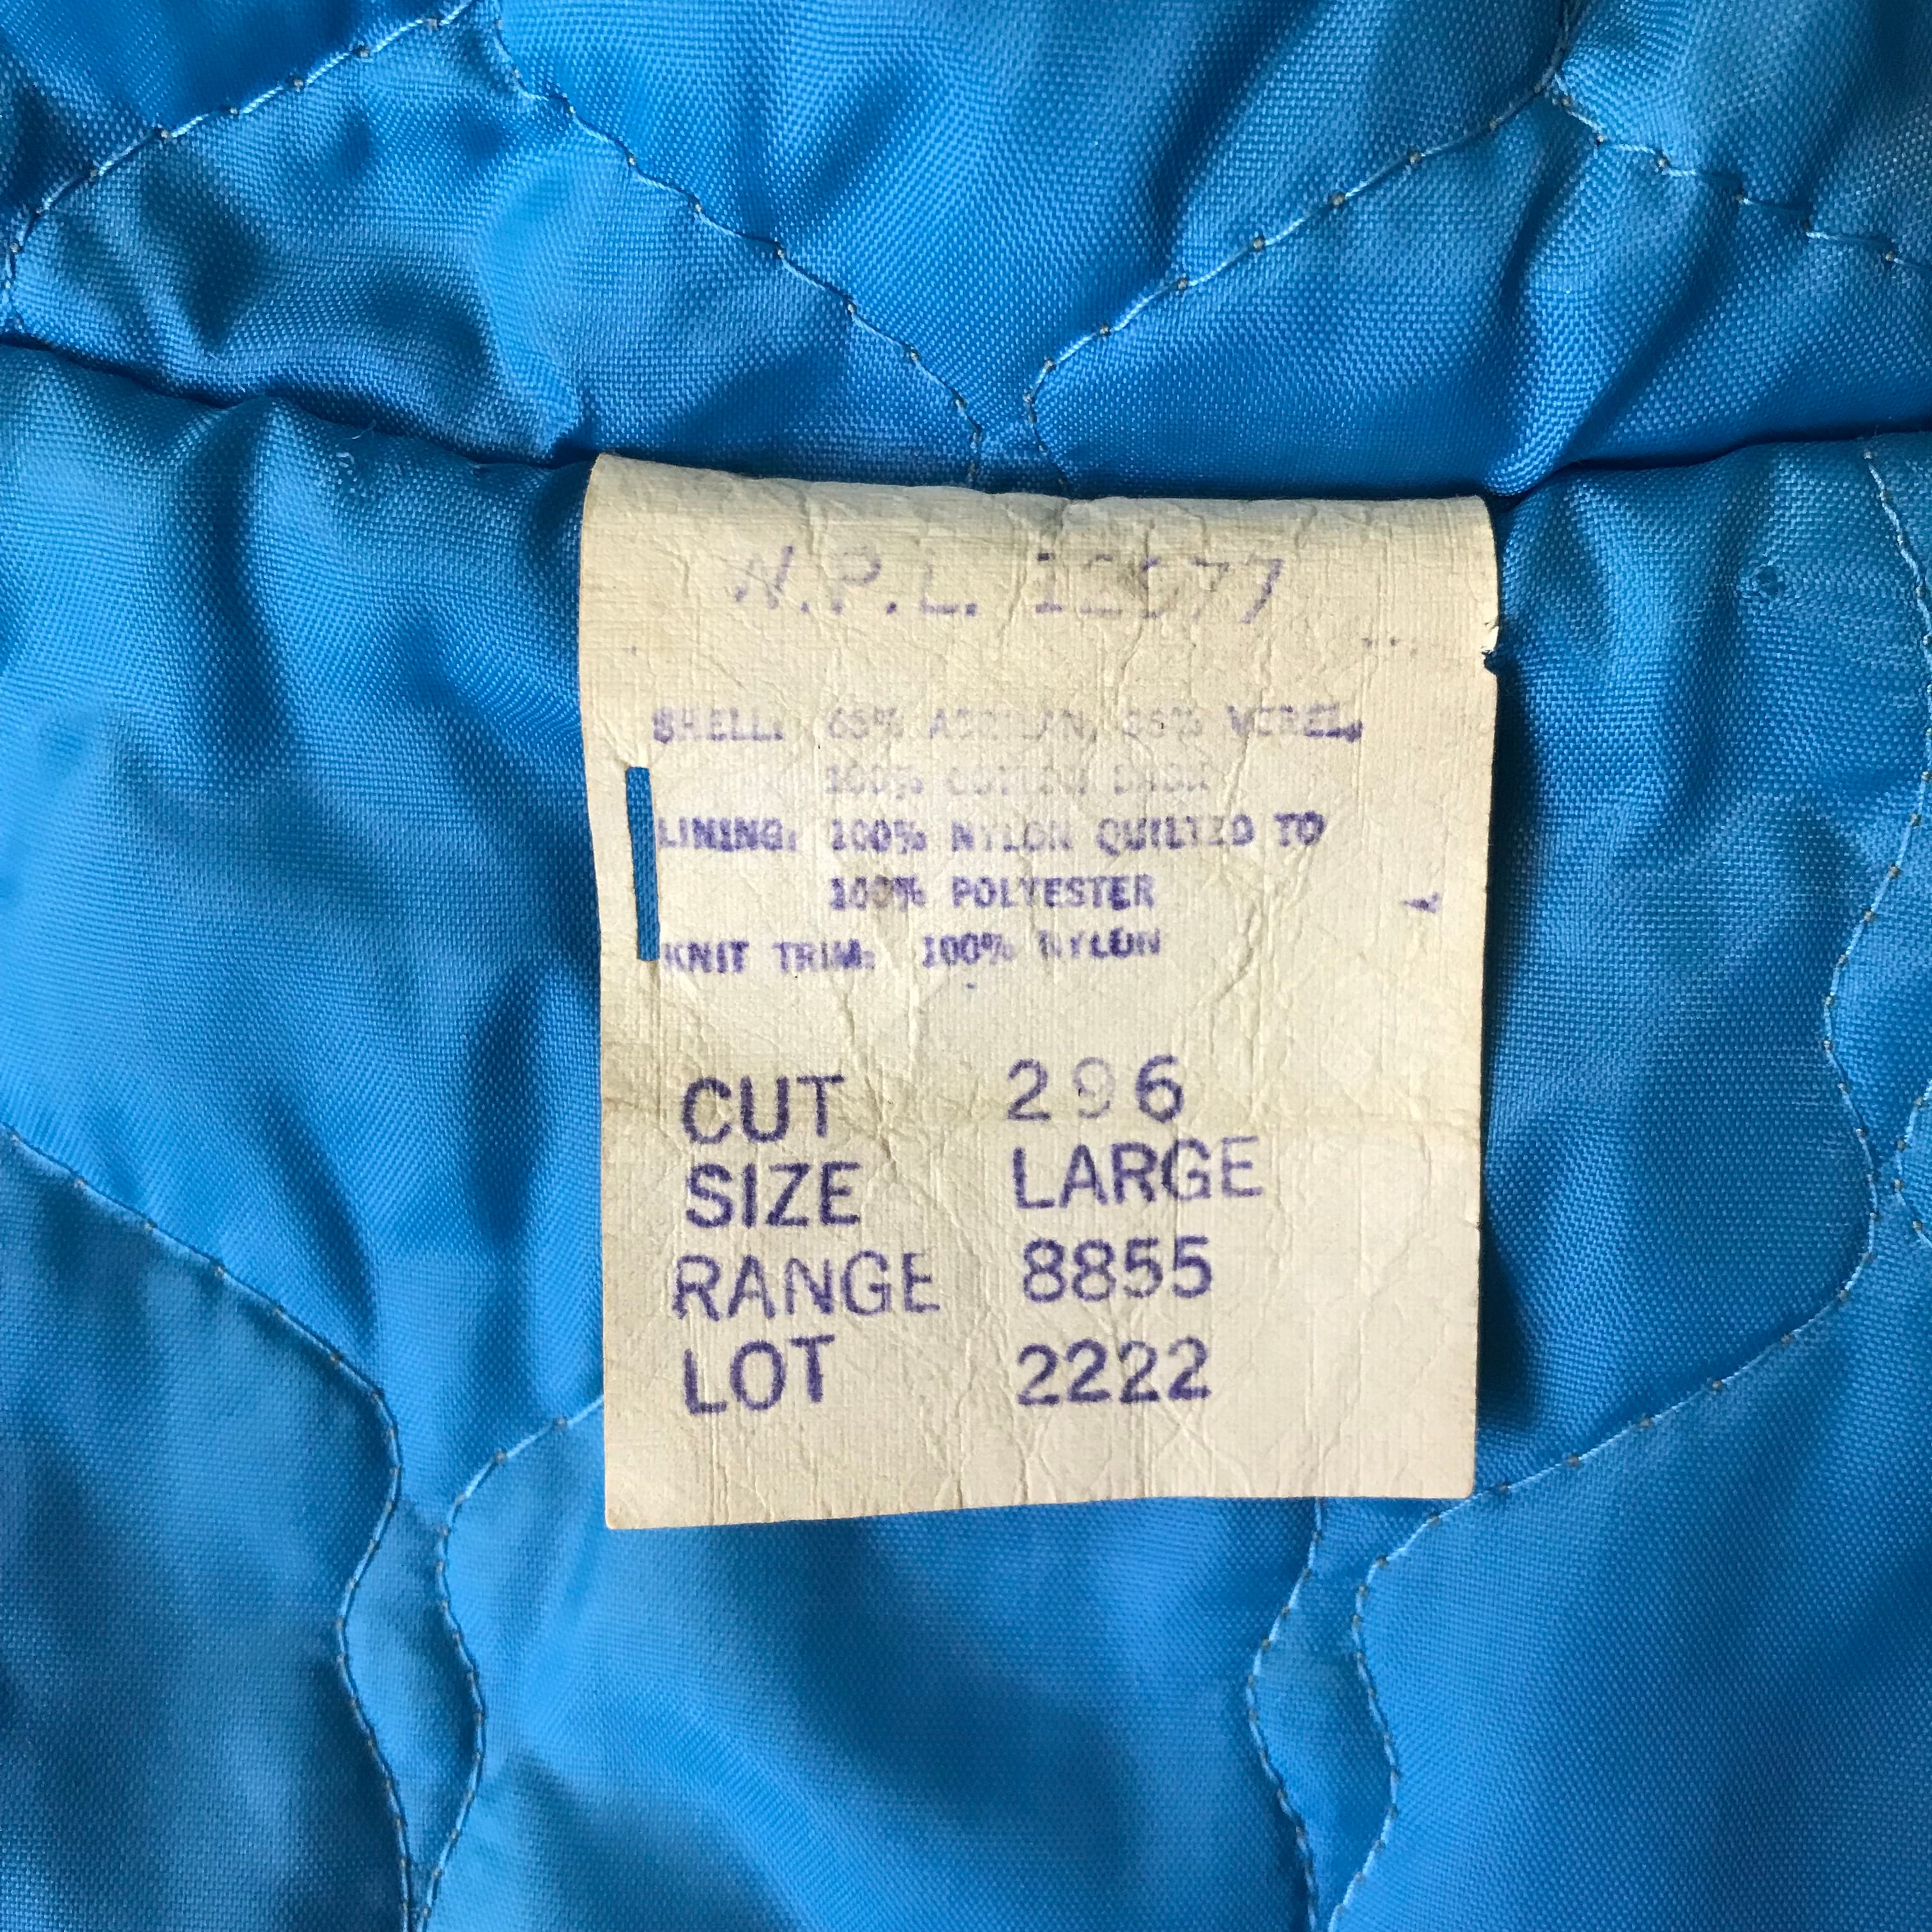 W.P.L. 12977
SHELL: 65% ACRILAN, 35% VEREL,
100% COTTON BACK
LINING: 100% NYLON QUILTED TO
100% POLYESTER
KNIT TRIM: 100% NYLON
CUT 296
SIZE LARGE
RANGE 8855
LOT 2222